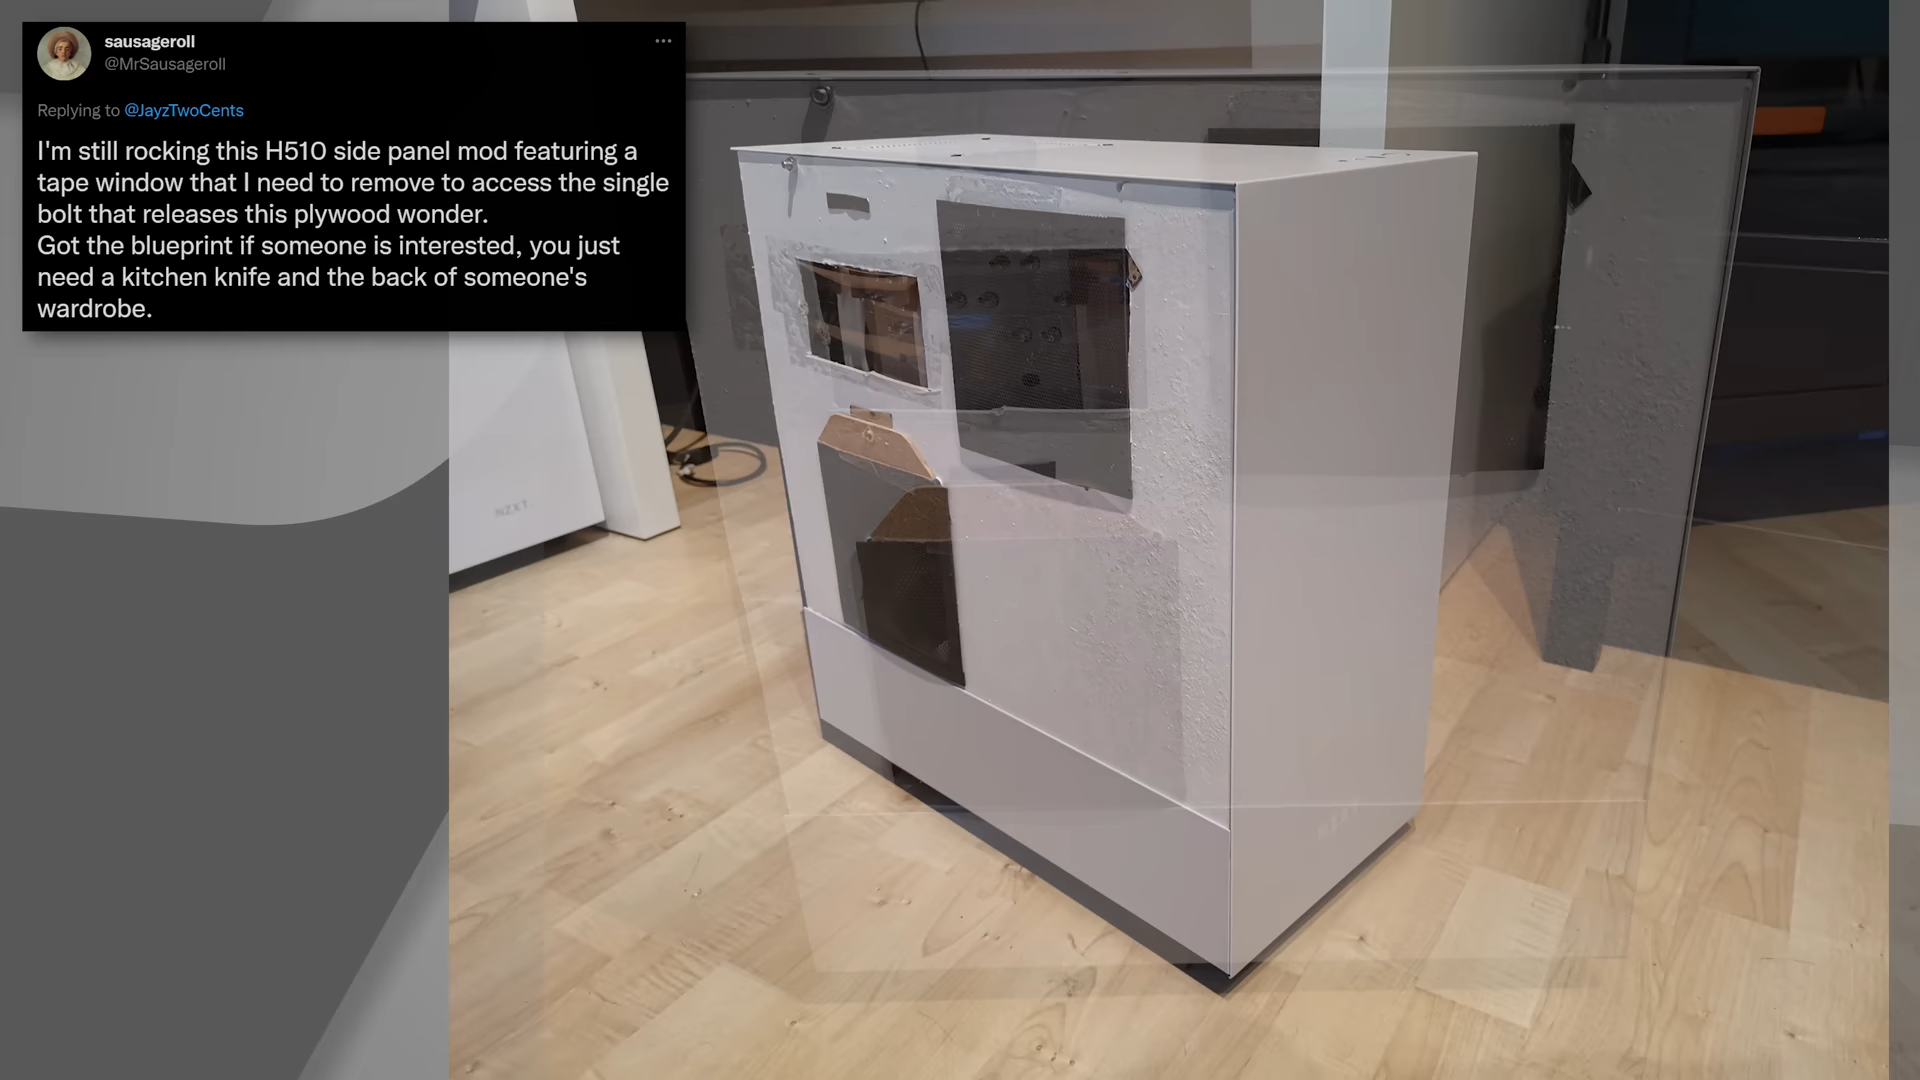 sausageroll
@MrSausageroll
Replying to @JayzTwoCents
I'm still rocking this H510 side panel mod featuring a
tape window that I need to remove to access the single
bolt that releases this plywood wonder.
Got the blueprint if someone is interested, you just
need a kitchen knife and the back of someone's
wardrobe.
NZXT